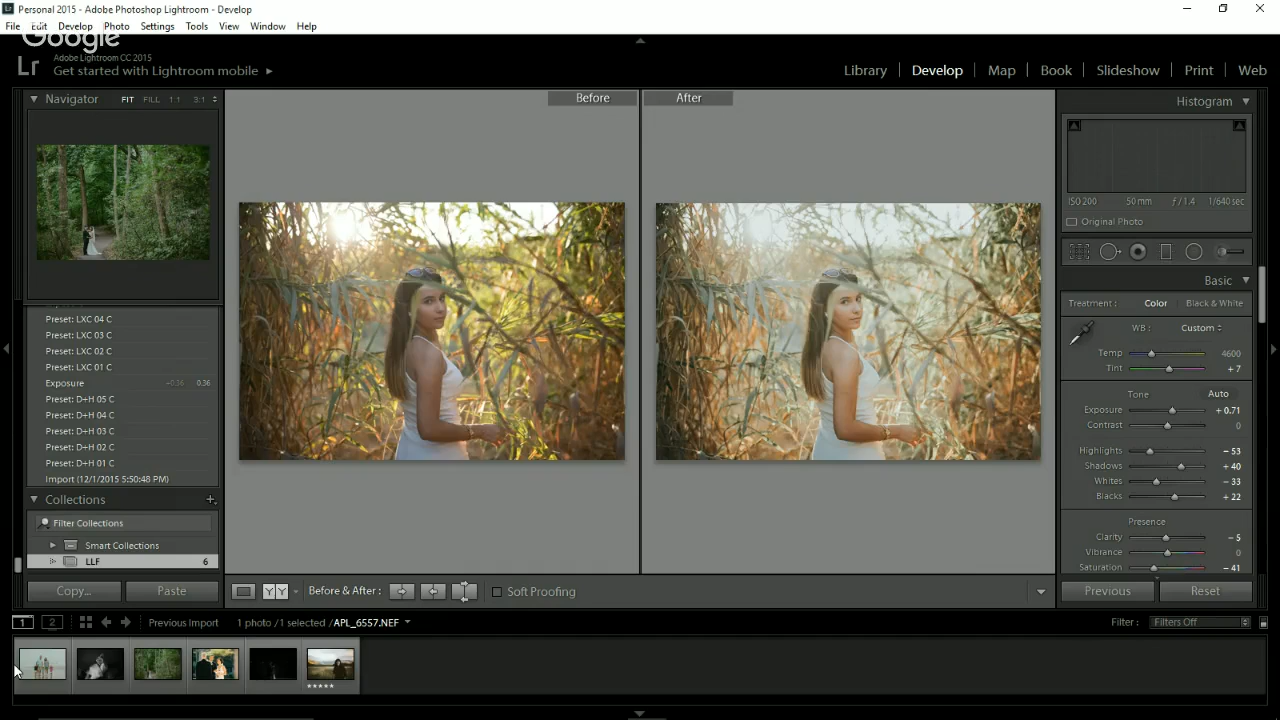 Personal 2015 - Adobe Photoshop Lightroom - Develop
File Edit Develop Photo Settings Tools View Window Help
Google
Lr
Adobe Lightroom CC 2015
Get started with Lightroom mobile
Library Develop Map Book Slideshow Print Web
Navigator FIT FILL 1:1 3:1
Before After
Histogram
ISO 200 50 mm ƒ / 1.4 1/640 sec
Original Photo
Basic
Treatment : Color Black & White
WB : Custom
Temp 4600
Tint + 7
Tone Auto
Exposure + 0.71
Contrast 0
Highlights – 53
Shadows + 40
Whites – 33
Blacks + 22
Presence
Clarity – 5
Vibrance 0
Saturation – 41
Preset: LXC 04 C
Preset: LXC 03 C
Preset: LXC 02 C
Preset: LXC 01 C
Exposure -0.36 0.36
Preset: D+H 05 C
Preset: D+H 04 C
Preset: D+H 03 C
Preset: D+H 02 C
Preset: D+H 01 C
Import (12/1/2015 5:50:48 PM)
Collections
Filter Collections
Smart Collections
LLF 6
Copy... Paste
YY Before & After : Soft Proofing
Previous Reset
1 2 Previous Import 1 photo / 1 selected / APL_6557.NEF
Filter : Filters Off